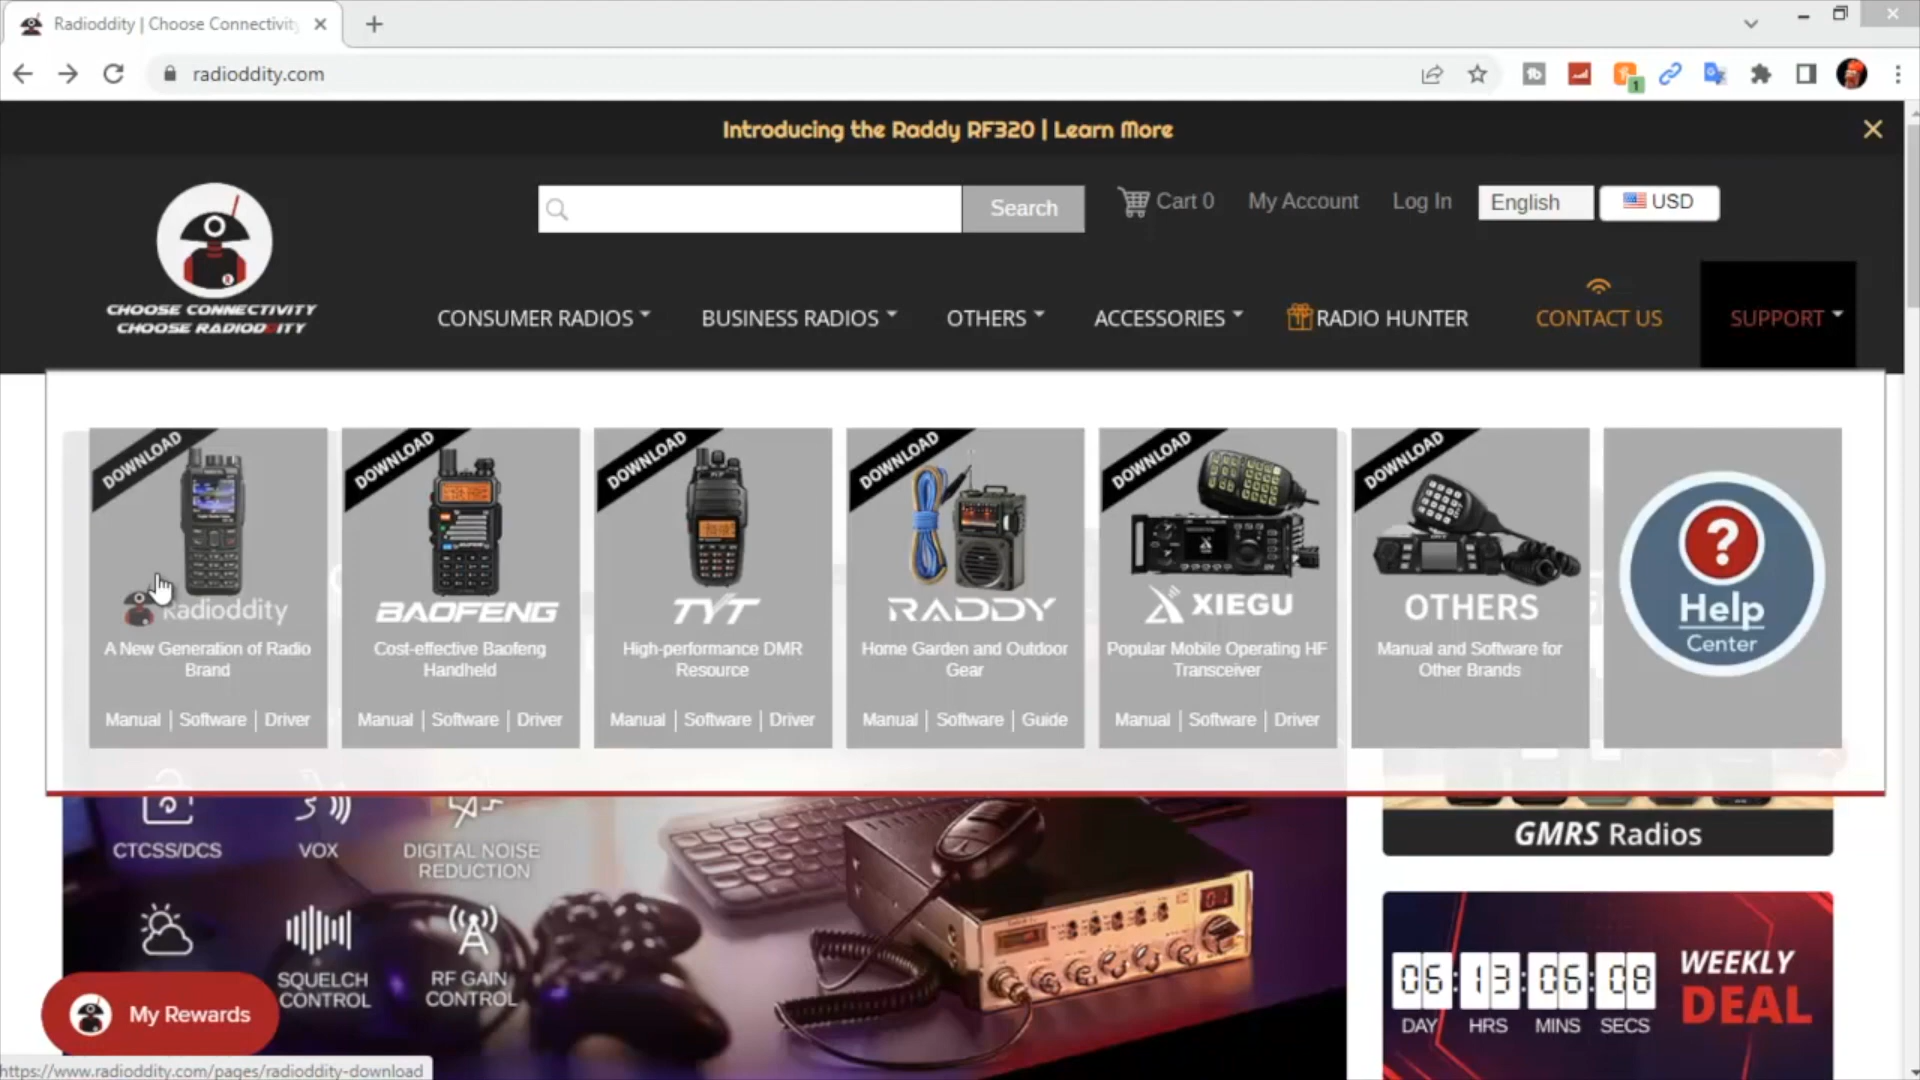 Radioddity | Choose Connectivity
radioddity.com
1
Introducing the Raddy RF320 | Learn More
Search
Cart 0
My Account
Log In
English
USD
CHOOSE CONNECTIVITY
CHOOSE RADIODDITY
CONSUMER RADIOS
BUSINESS RADIOS
OTHERS
ACCESSORIES
RADIO HUNTER
CONTACT US
SUPPORT
DOWNLOAD
Radioddity
A New Generation of Radio
Brand
Manual | Software | Driver
DOWNLOAD
BAOFENG
Cost-effective Baofeng
Handheld
Manual | Software | Driver
DOWNLOAD
TYT
High-performance DMR
Resource
Manual | Software | Driver
DOWNLOAD
RADDY
Home Garden and Outdoor
Gear
Manual | Software | Guide
DOWNLOAD
XIEGU
Popular Mobile Operating HF
Transceiver
Manual | Software | Driver
DOWNLOAD
OTHERS
Manual and Software for
Other Brands
?
Help
Center
CTCSS/DCS
VOX
DIGITAL NOISE
REDUCTION
SQUELCH
CONTROL
RF GAIN
CONTROL
My Rewards
GMRS Radios
06:13:06:08
DAY HRS MINS SECS
WEEKLY
DEAL
https://www.radioddity.com/pages/radioddity-download